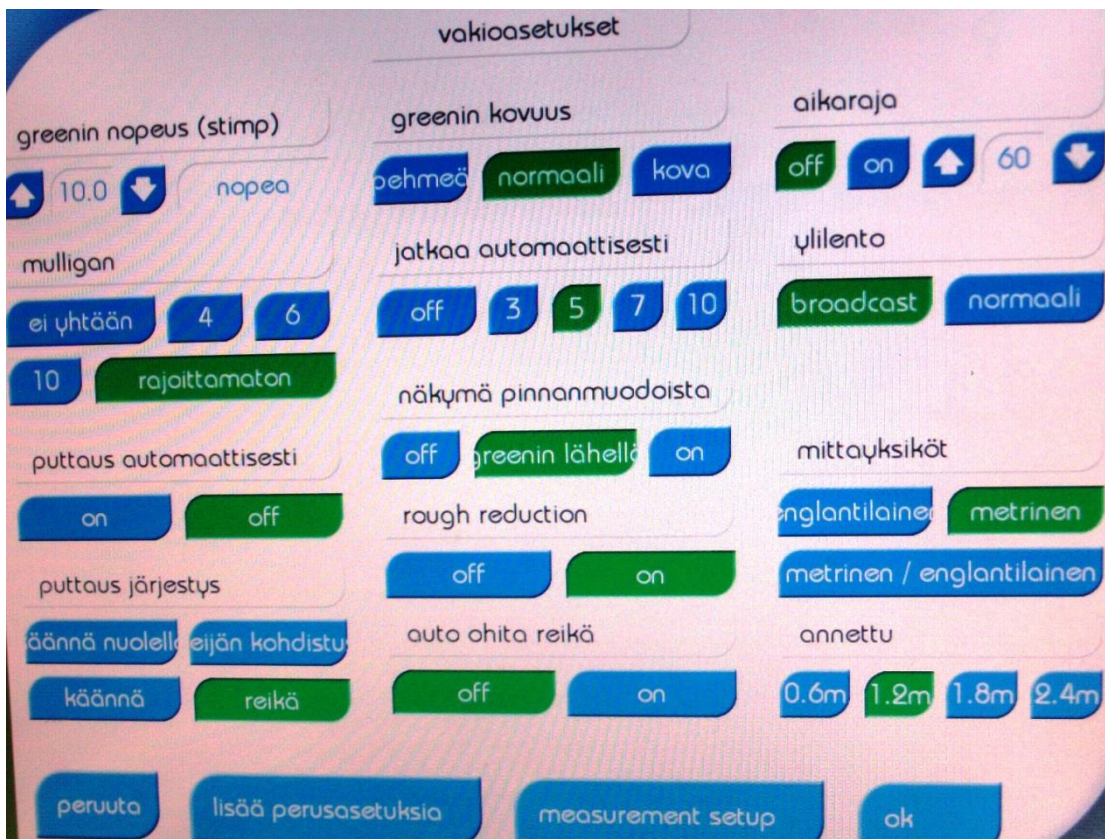 vakioasetukset
greenin nopeus (stimp)
10.0 nopea
mulligan
ei yhtään 4 6
10 rajoittamaton
puttaus automaattisesti
on off
puttaus järjestys
äännä nuolella eijän kohdistu
käännä reikä
greenin kovuus
pehmeä normaali kova
jatkaa automaattisesti
off 3 5 7 10
näkymä pinnanmuodoista
off greenin lähellä on
rough reduction
off on
auto ohita reikä
off on
aikaraja
off on 60
ylilento
broadcast normaali
mittayksiköt
englantilainen metrinen
metrinen / englantilainen
annettu
0.6m 1.2m 1.8m 2.4m
peruuta lisää perusasetuksia measurement setup ok